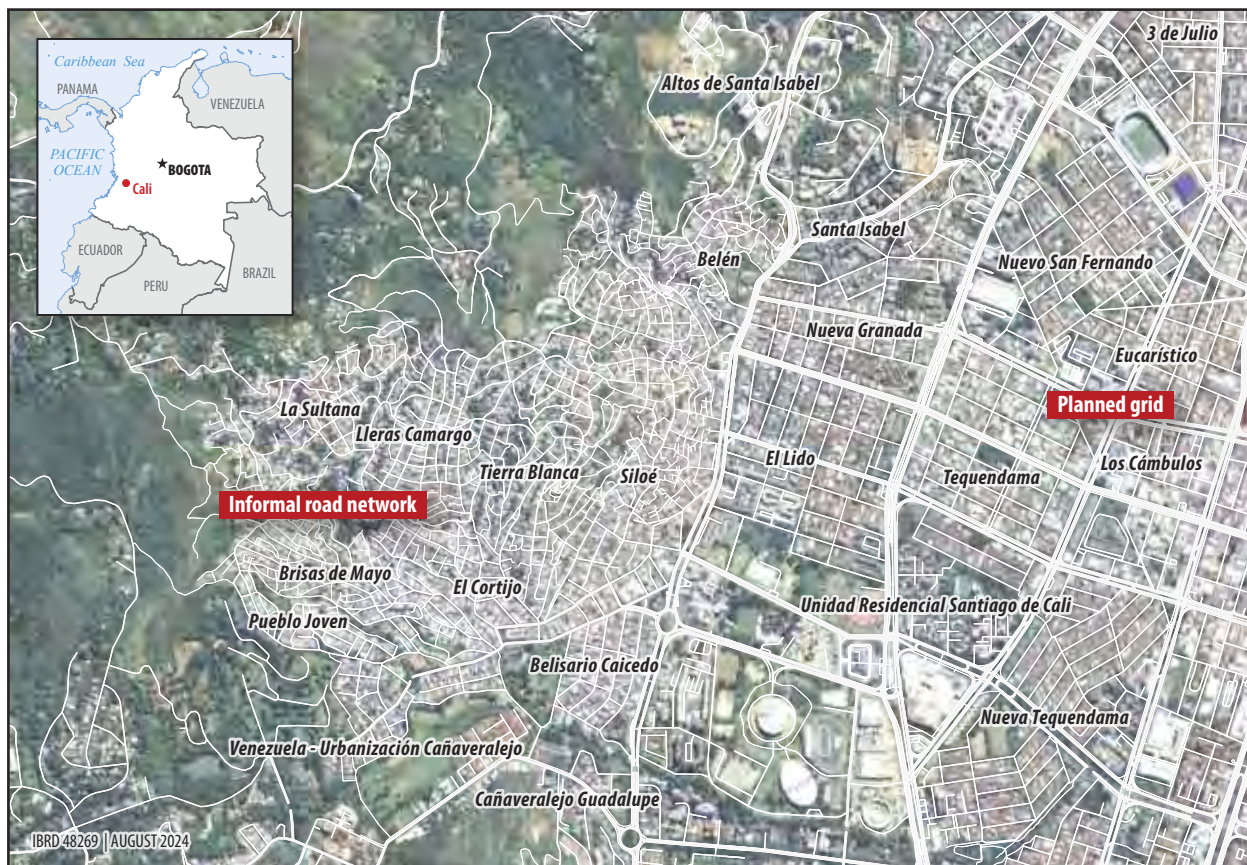 3 de Julio
Caribbean Sea
PANAMA
VENEZUELA
PACIFIC
OCEAN
BOGOTA
Cali
ECUADOR
PERU
BRAZIL
Altos de Santa Isabel
Santa Isabel
Belén
Nuevo San Fernando
Nueva Granada
Eucarístico
Planned grid
La Sultana
Lleras Camargo
Tierra Blanca
Siloé
El Lido
Tequendama
Los Cámbulos
Informal road network
Brisas de Mayo
El Cortijo
Pueblo Joven
Unidad Residencial Santiago de Cali
Belisario Caicedo
Nueva Tequendama
Venezuela - Urbanización Cañaveralejo
Cañaveralejo Guadalupe
IBRD 48269 | AUGUST 2024